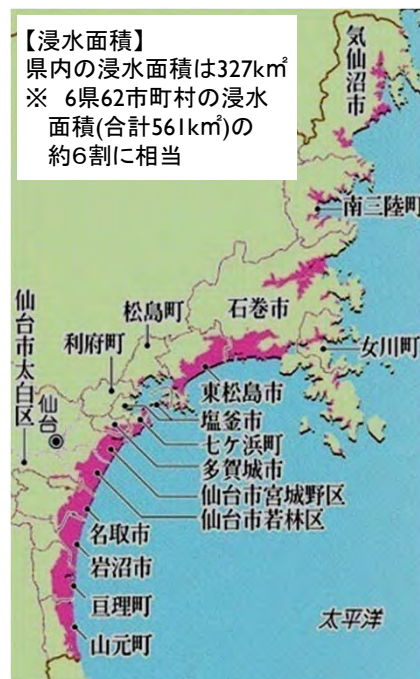 【浸水面積】
県内の浸水面積は327k㎡
※ 6県62市町村の浸水
面積(合計561k㎡)の
約6割に相当
気仙沼市
南三陸町
石巻市
松島町
利府町
女川町
仙台市太白区
仙台
東松島市
塩釜市
七ケ浜町
多賀城市
仙台市宮城野区
仙台市若林区
名取市
岩沼市
亘理町
山元町
太平洋